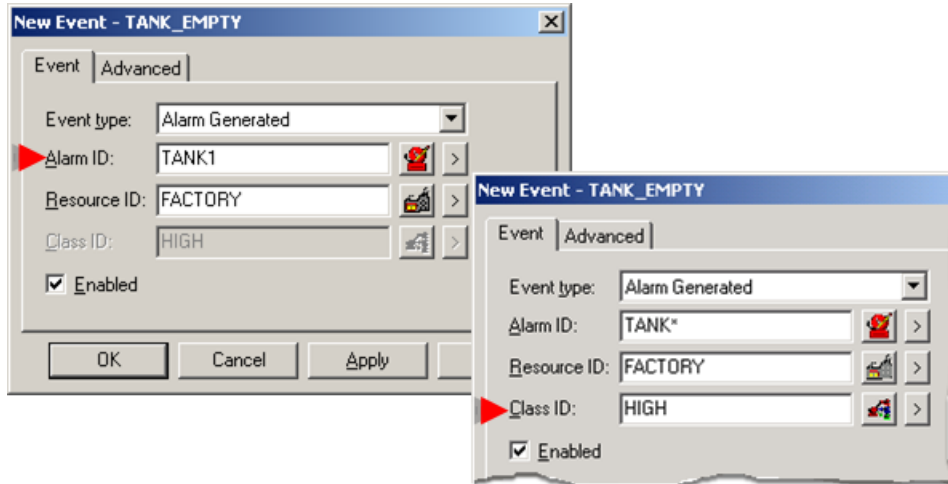 New Event - TANK_EMPTY
Event Advanced
Event type: Alarm Generated
Alarm ID: TANK1 >
Resource ID: FACTORY >
Class ID: HIGH >
Enabled
OK Cancel Apply
New Event - TANK_EMPTY
Event Advanced
Event type: Alarm Generated
Alarm ID: TANK* >
Resource ID: FACTORY >
Class ID: HIGH >
Enabled